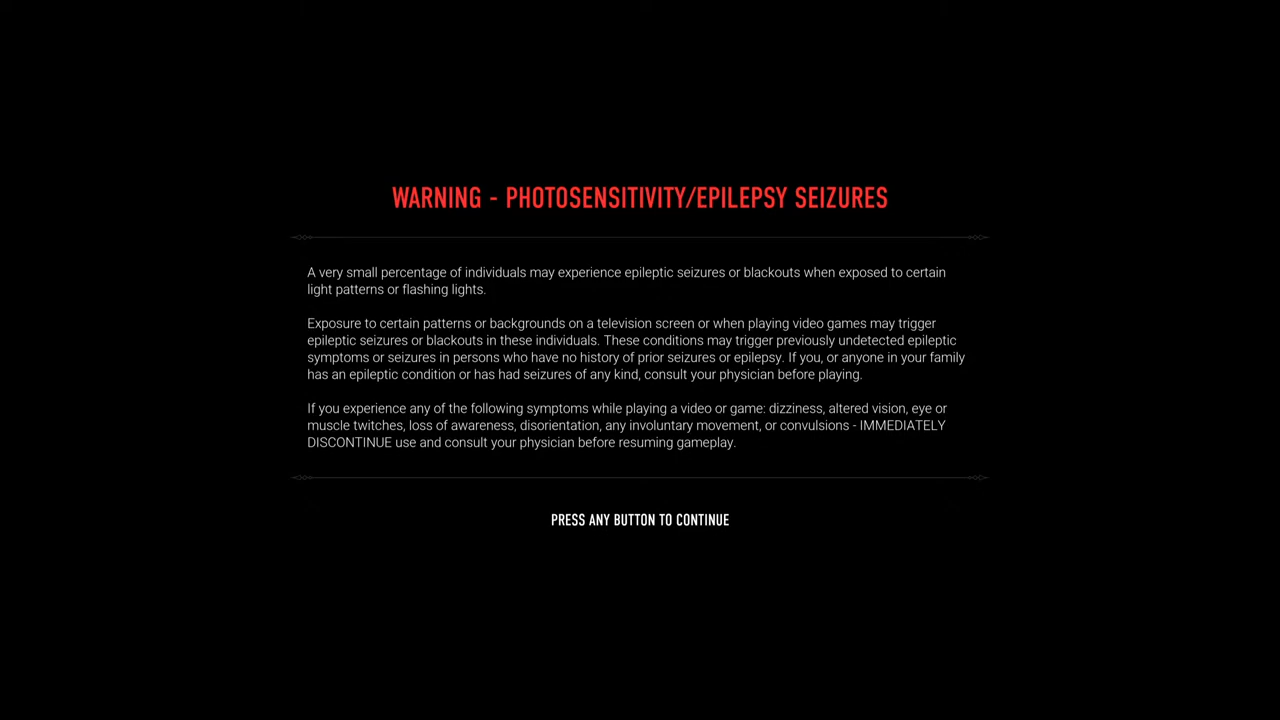 WARNING - PHOTOSENSITIVITY/EPILEPSY SEIZURES
A very small percentage of individuals may experience epileptic seizures or blackouts when exposed to certain
light patterns or flashing lights.
Exposure to certain patterns or backgrounds on a television screen or when playing video games may trigger
epileptic seizures or blackouts in these individuals. These conditions may trigger previously undetected epileptic
symptoms or seizures in persons who have no history of prior seizures or epilepsy. If you, or anyone in your family
has an epileptic condition or has had seizures of any kind, consult your physician before playing.
If you experience any of the following symptoms while playing a video or game: dizziness, altered vision, eye or
muscle twitches, loss of awareness, disorientation, any involuntary movement, or convulsions - IMMEDIATELY
DISCONTINUE use and consult your physician before resuming gameplay.
PRESS ANY BUTTON TO CONTINUE